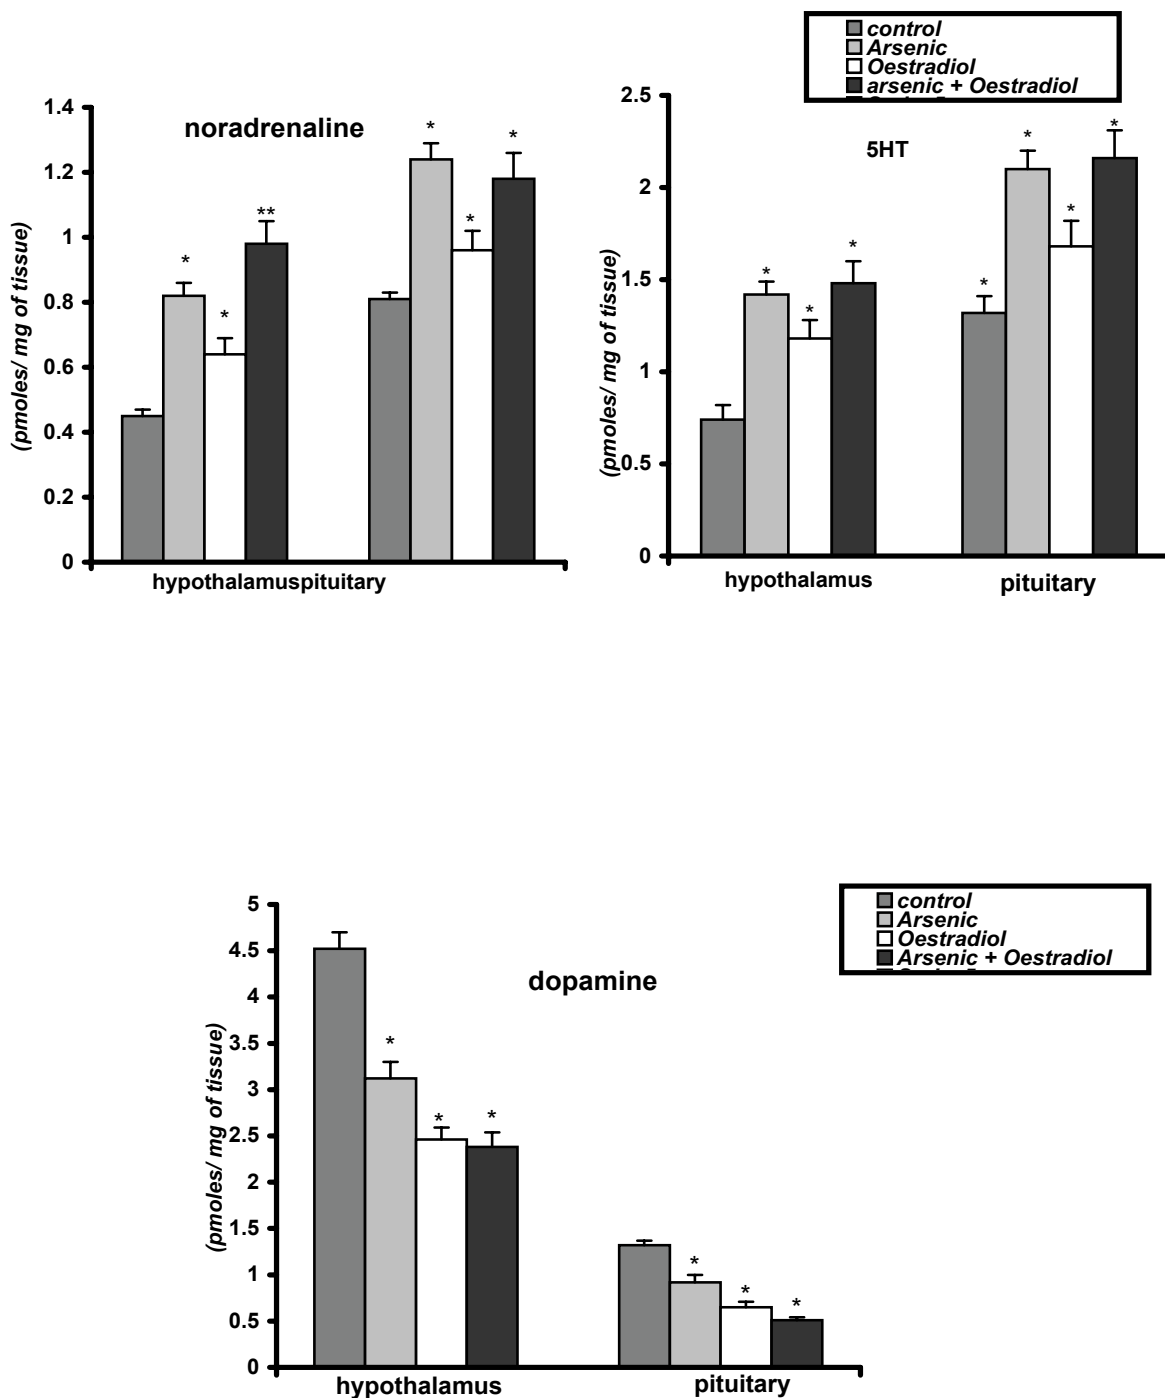 control
Arsenic
Oestradiol
arsenic + Oestradiol
noradrenaline
(pmoles/ mg of tissue)
1.4
1.2
1
0.8
0.6
0.4
0.2
0
*
*
**
*
*
*
hypothalamuspituitary
5HT
(pmoles/ mg of tissue)
2.5
2
1.5
1
0.5
0
*
*
*
*
*
*
*
hypothalamus
pituitary
control
Arsenic
Oestradiol
Arsenic + Oestradiol
dopamine
(pmoles/ mg of tissue)
5
4.5
4
3.5
3
2.5
2
1.5
1
0.5
0
*
*
*
*
*
*
hypothalamus
pituitary